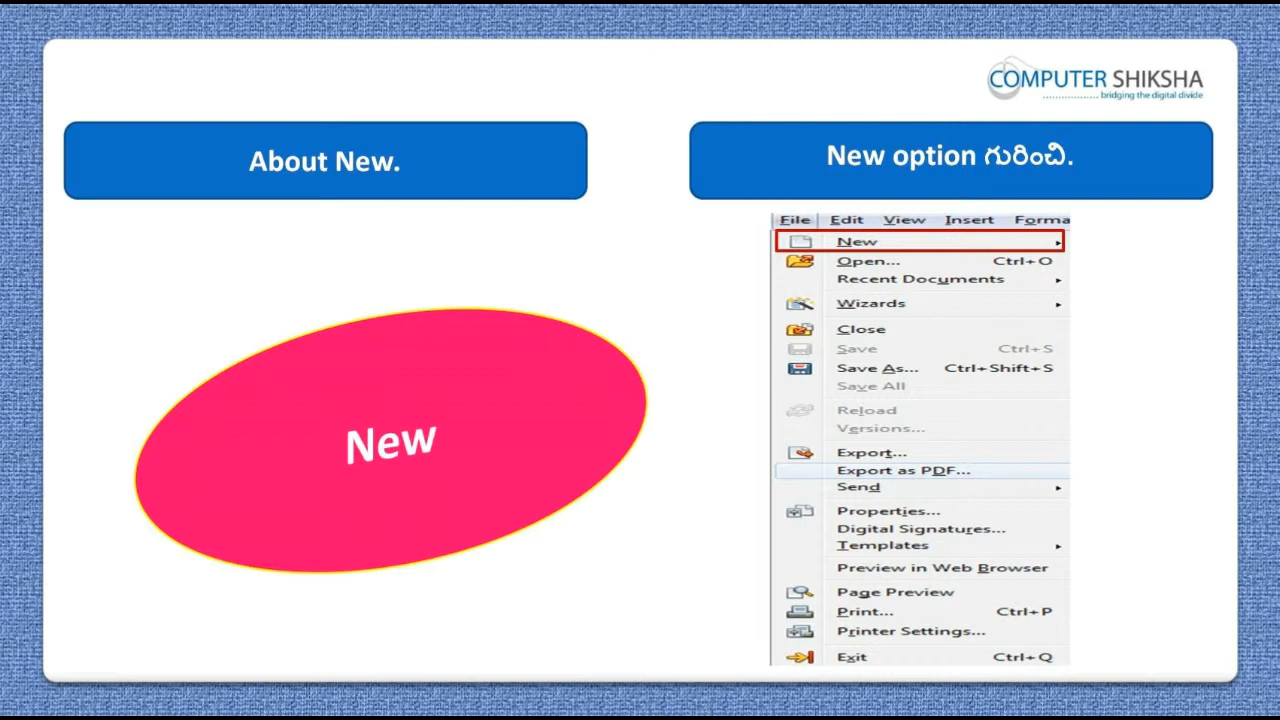 COMPUTER SHIKSHA
bridging the digital divide
About New.
New option గురించి.
New
File Edit View Insert Forma
New
Open... Ctrl+O
Recent Documents
Wizards
Close
Save Ctrl+S
Save As... Ctrl+Shift+S
Save All
Reload
Versions...
Export...
Export as PDF...
Send
Properties...
Digital Signatures...
Templates
Preview in Web Browser
Page Preview
Print... Ctrl+P
Printer Settings...
Exit Ctrl+Q